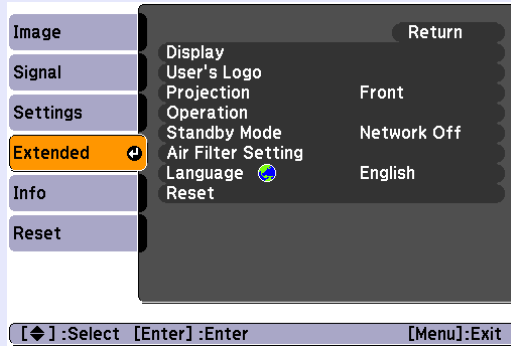 Image
Signal
Settings
Extended
Info
Reset
Return
Display
User's Logo
Projection Front
Operation
Standby Mode Network Off
Air Filter Setting
Language English
Reset
[◆] :Select [Enter] :Enter [Menu]:Exit